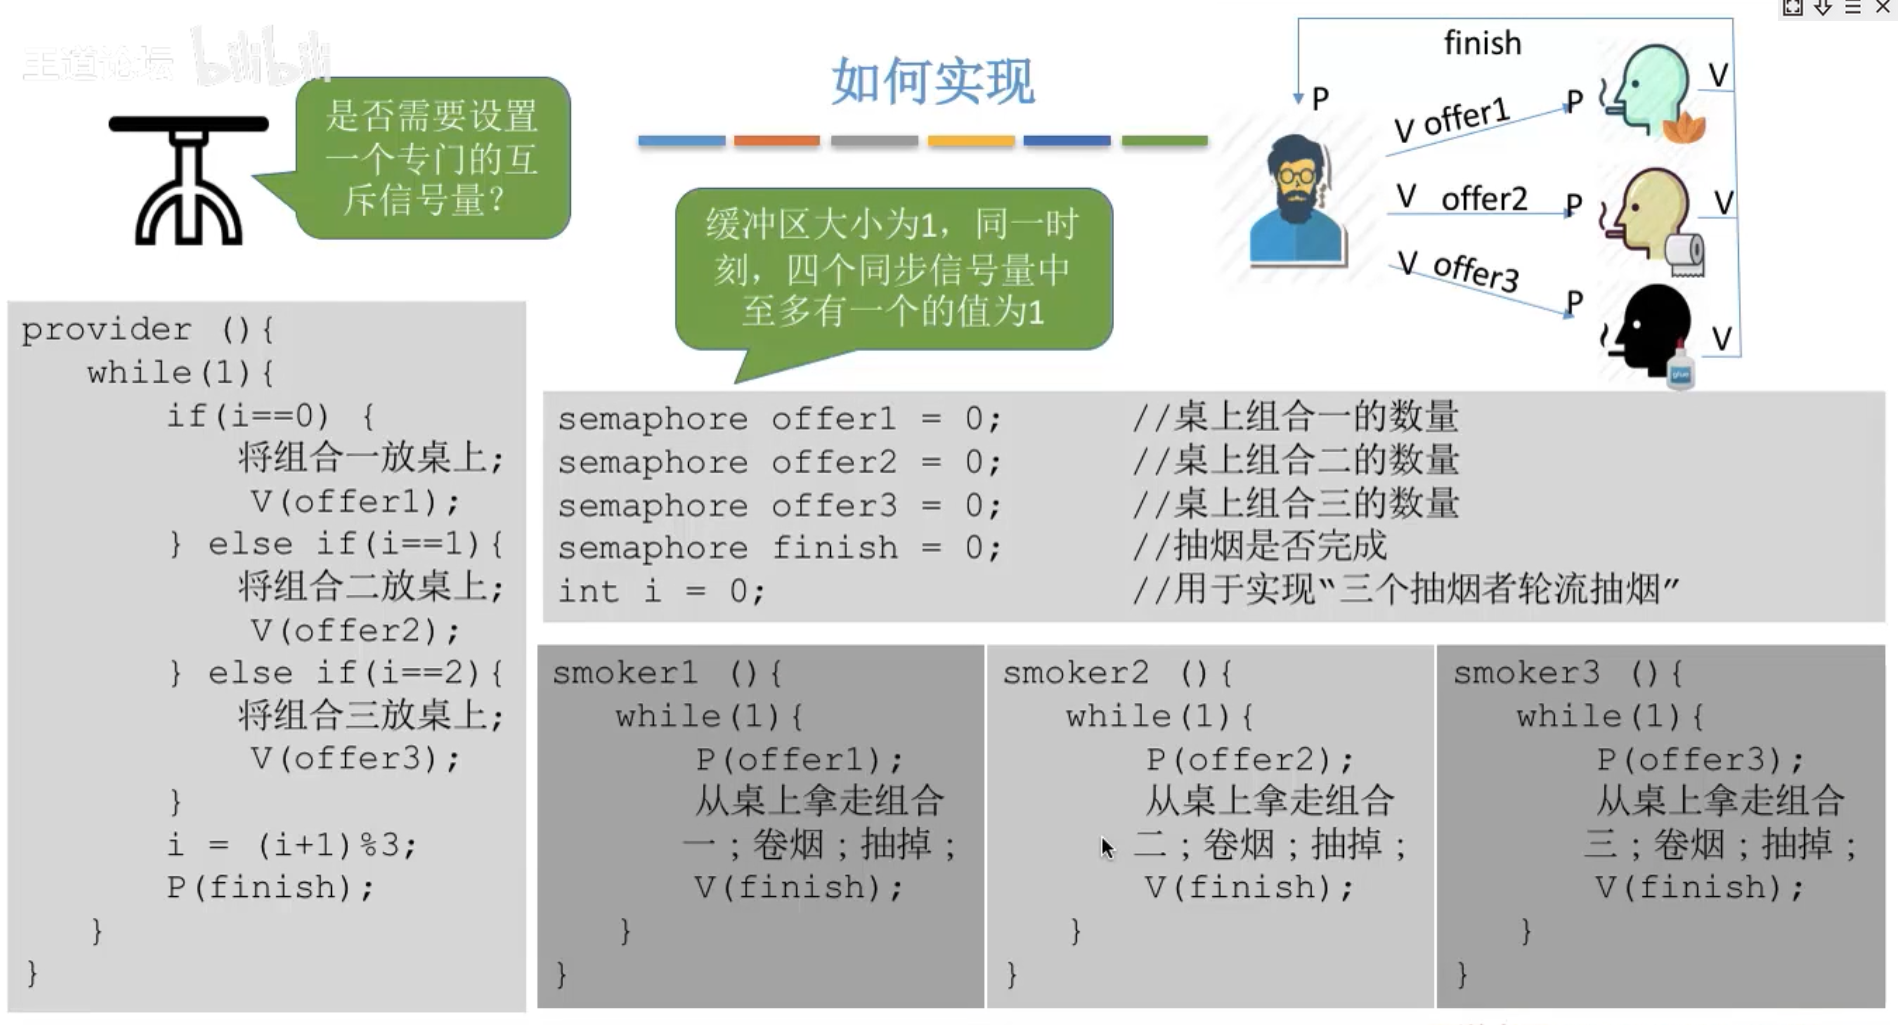 王道论坛 bilibili
如何实现
是否需要设置
一个专门的互
斥信号量?
缓冲区大小为1，同一时
刻，四个同步信号量中
至多有一个的值为1
finish
P
V offer1
P
V
V offer2
P
V
V offer3
P
V
glue
provider (){
while(1){
if(i==0) {
将组合一放桌上;
V(offer1);
} else if(i==1){
将组合二放桌上;
V(offer2);
} else if(i==2){
将组合三放桌上;
V(offer3);
}
i = (i+1)%3;
P(finish);
}
}
semaphore offer1 = 0; //桌上组合一的数量
semaphore offer2 = 0; //桌上组合二的数量
semaphore offer3 = 0; //桌上组合三的数量
semaphore finish = 0; //抽烟是否完成
int i = 0; //用于实现“三个抽烟者轮流抽烟”
smoker1 (){
while(1){
P(offer1);
从桌上拿走组合
一；卷烟；抽掉；
V(finish);
}
}
smoker2 (){
while(1){
P(offer2);
从桌上拿走组合
二；卷烟；抽掉；
V(finish);
}
}
smoker3 (){
while(1){
P(offer3);
从桌上拿走组合
三；卷烟；抽掉；
V(finish);
}
}